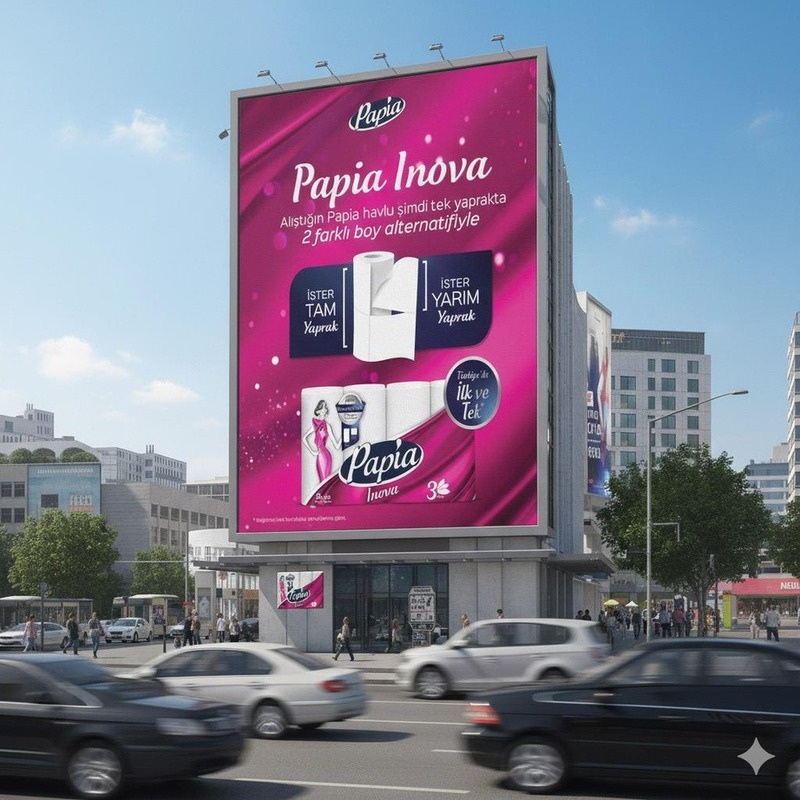 Papia
Papia Inova
Alıştığın Papia havlu şimdi tek yaprakta
2 farklı boy alternatifiyle
İSTER
TAM
Yaprak
İSTER
YARIM
Yaprak
Türkiye'de
İlk ve
Tek*
Papia
Inova
3
Papia